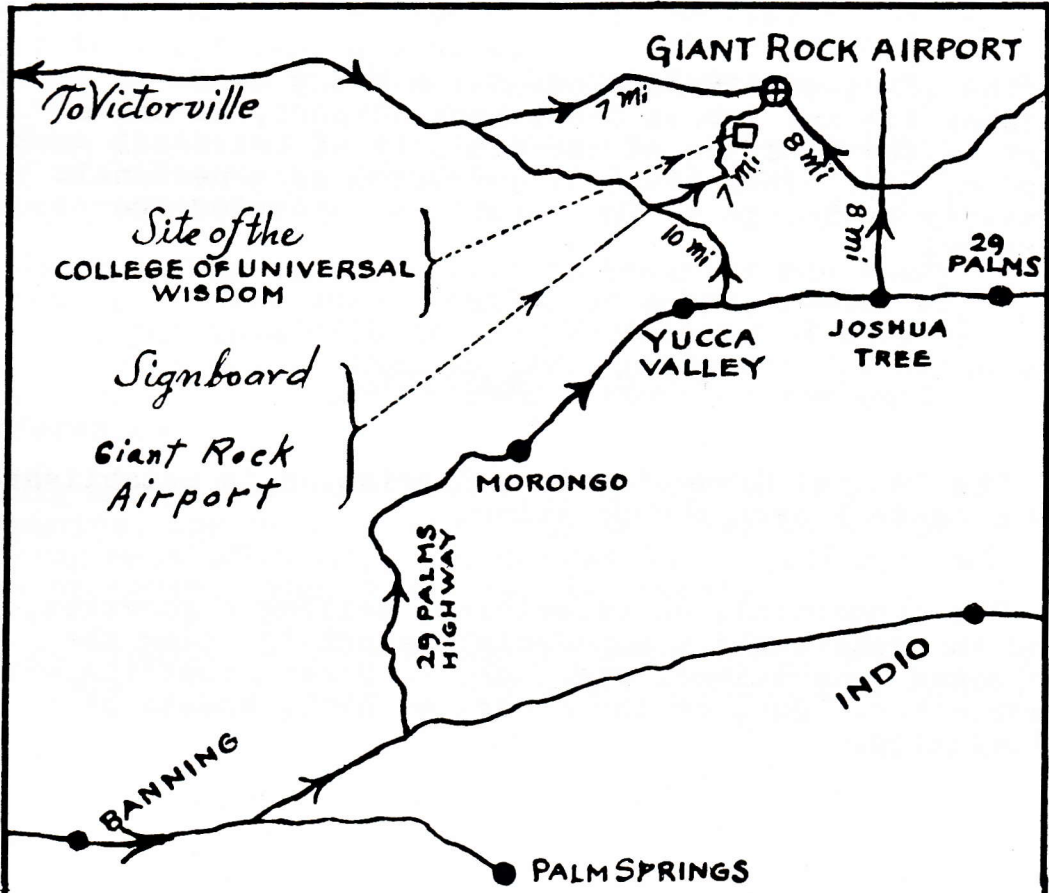 GIANT ROCK AIRPORT
To Victorville
7 mi
8 mi
7 mi
10 mi
8 mi
Site of the
COLLEGE OF UNIVERSAL
WISDOM
29
PALMS
YUCCA
VALLEY
JOSHUA
TREE
Signboard
Giant Rock
Airport
MORONGO
29 PALMS
HIGHWAY
INDIO
BANNING
PALM SPRINGS